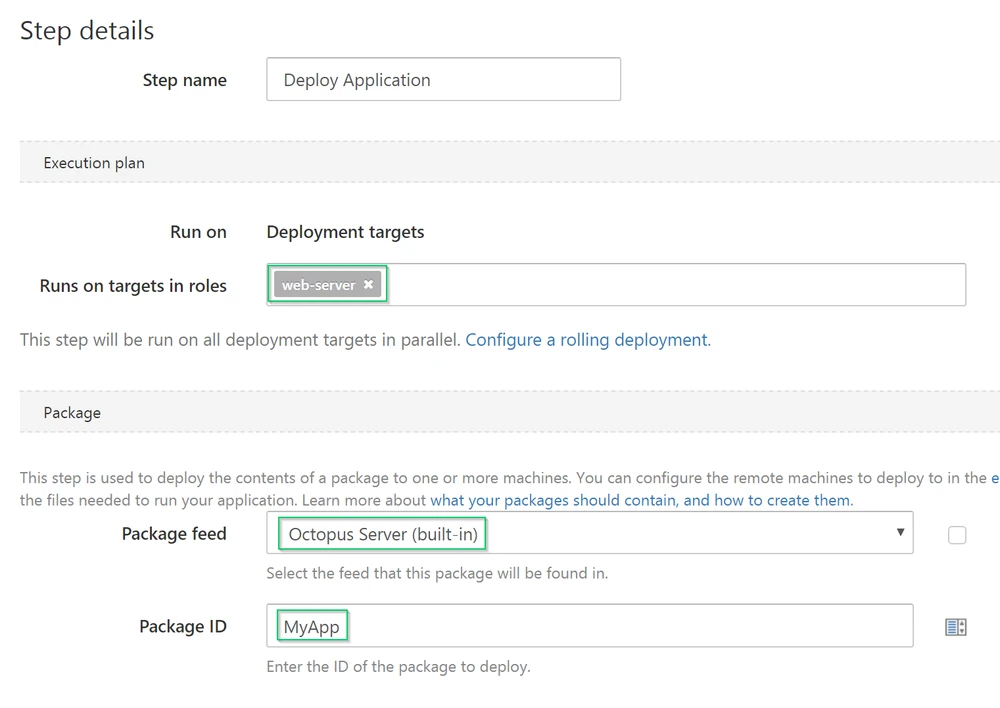 Step details
Step name Deploy Application
Execution plan
Run on Deployment targets
Runs on targets in roles web-server ×
This step will be run on all deployment targets in parallel. Configure a rolling deployment.
Package
This step is used to deploy the contents of a package to one or more machines. You can configure the remote machines to deploy to in the e
the files needed to run your application. Learn more about what your packages should contain, and how to create them.
Package feed Octopus Server (built-in)
Select the feed that this package will be found in.
Package ID MyApp
Enter the ID of the package to deploy.